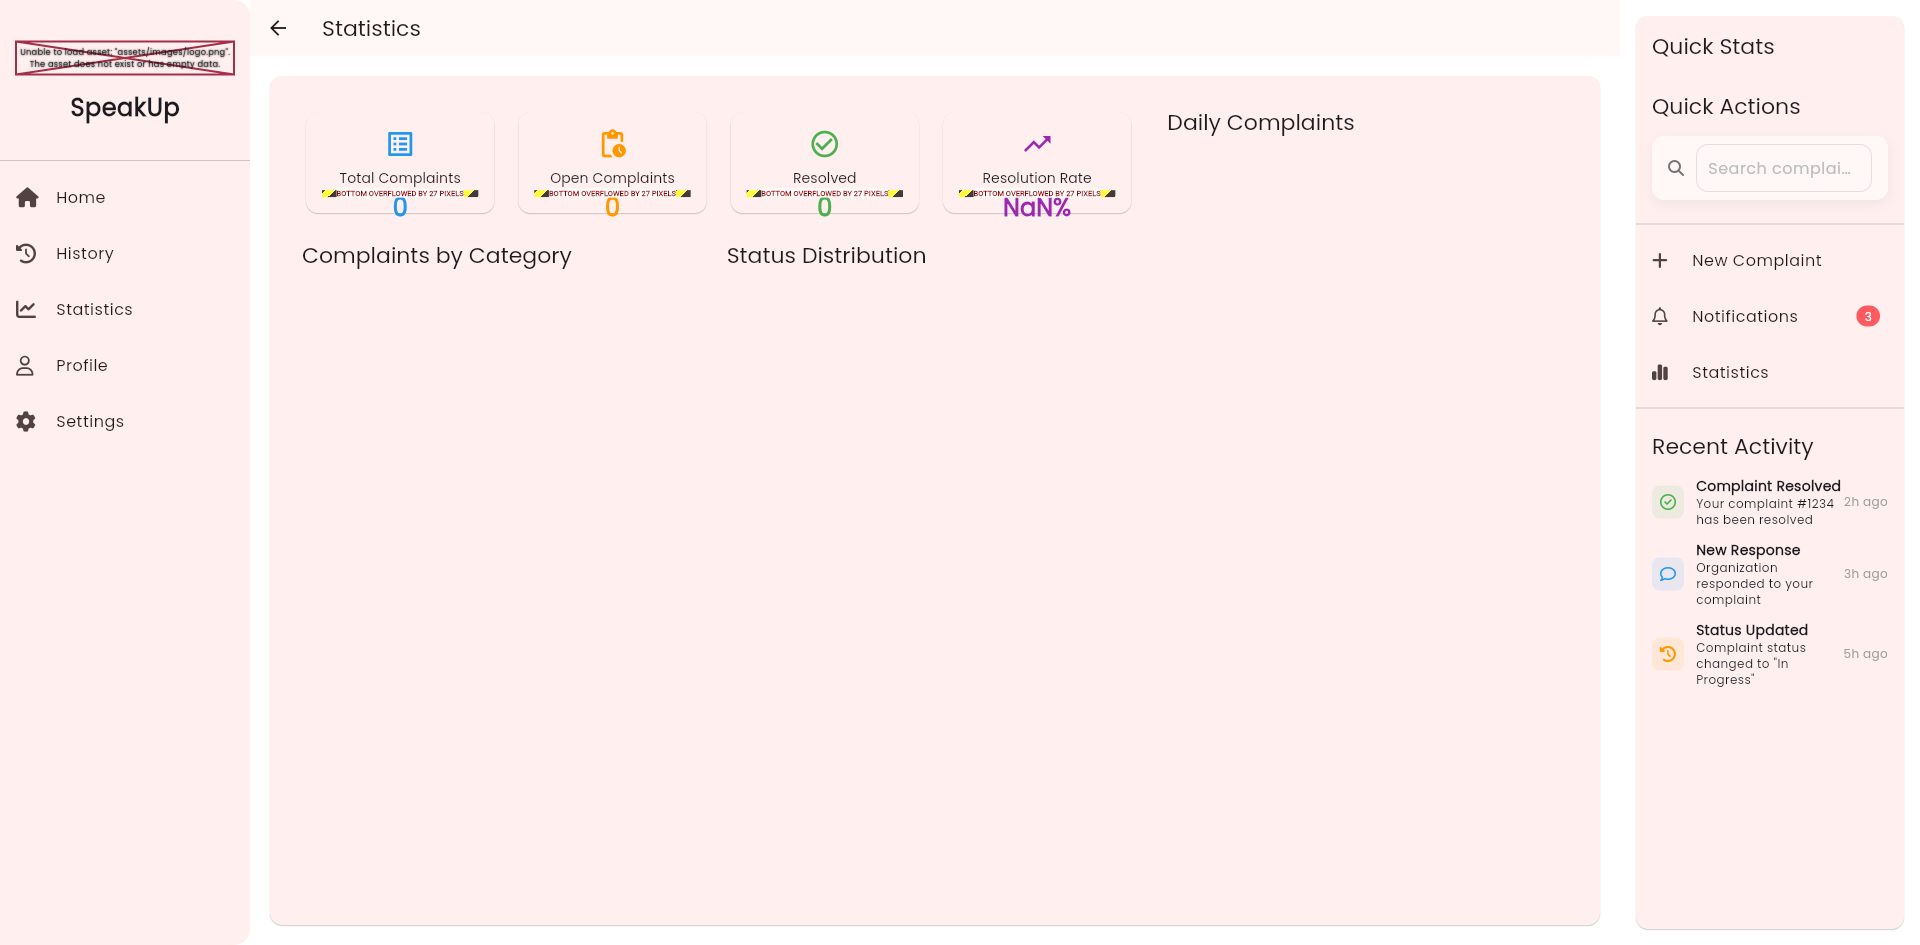 Unable to load asset: "assets/images/logo.png".
The asset does not exist or has empty data.
SpeakUp
Home
History
Statistics
Profile
Settings
Statistics
Total Complaints
BOTTOM OVERFLOWED BY 27 PIXELS
0
Open Complaints
BOTTOM OVERFLOWED BY 27 PIXELS
0
Resolved
BOTTOM OVERFLOWED BY 27 PIXELS
0
Resolution Rate
BOTTOM OVERFLOWED BY 27 PIXELS
NaN%
Daily Complaints
Complaints by Category
Status Distribution
Quick Stats
Quick Actions
Search complai...
New Complaint
Notifications
3
Statistics
Recent Activity
Complaint Resolved
Your complaint #1234
has been resolved
2h ago
New Response
Organization
responded to your
complaint
3h ago
Status Updated
Complaint status
changed to "In
Progress"
5h ago